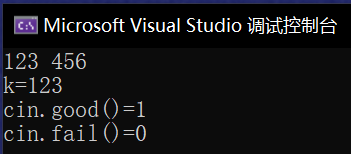 Microsoft Visual Studio 调试控制台
123 456
k=123
cin.good()=1
cin.fail()=0